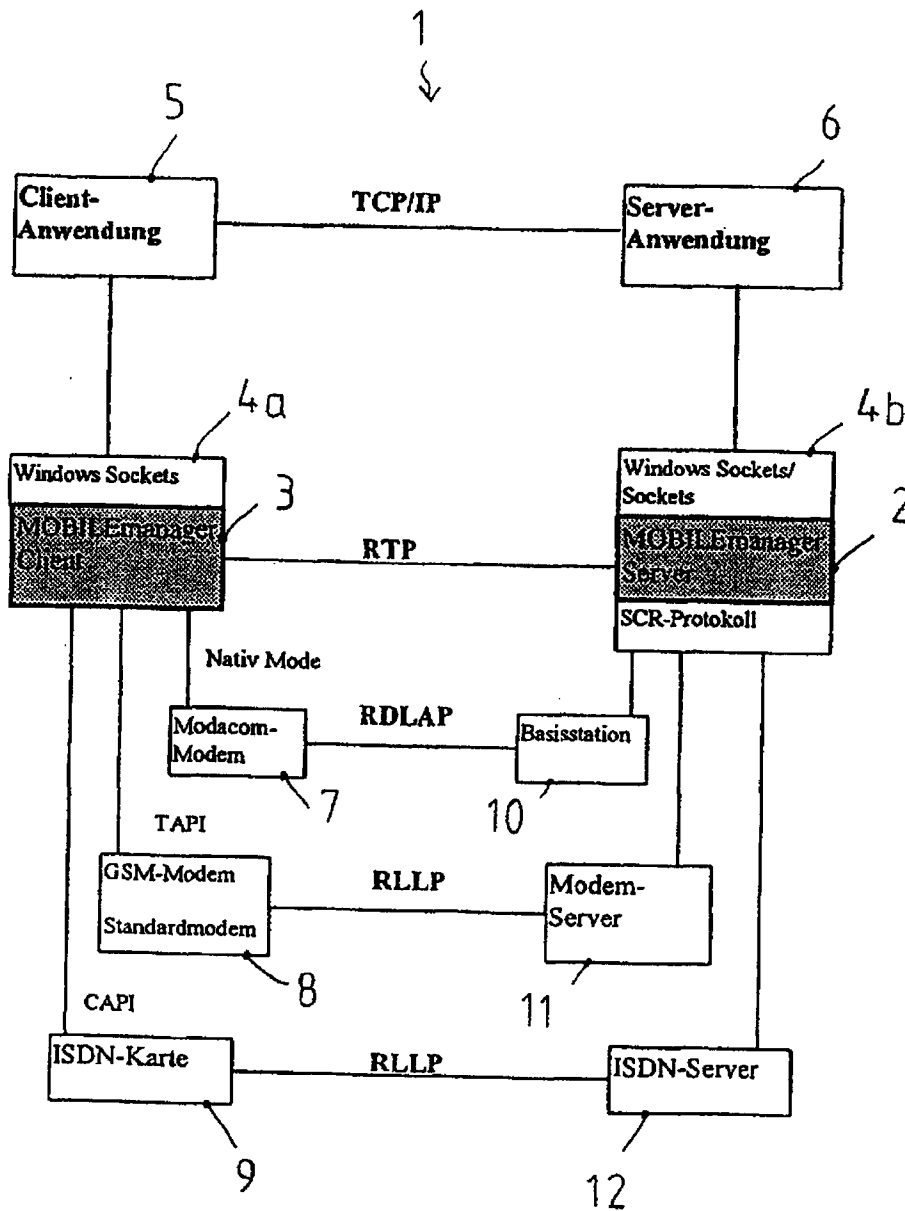 1
5
6
Client-
Anwendung
TCP/IP
Server-
Anwendung
4a
4b
Windows Sockets
Windows Sockets/
Sockets
3
2
MOBILEmanager
Client
RTP
MOBILEmanager
Server
SCR-Protokoll
Nativ Mode
Modacom-
Modem
RDLAP
Basisstation
7
10
TAPI
GSM-Modem
Standardmodem
RLLP
Modem-
Server
8
11
CAPI
ISDN-Karte
RLLP
ISDN-Server
9
12